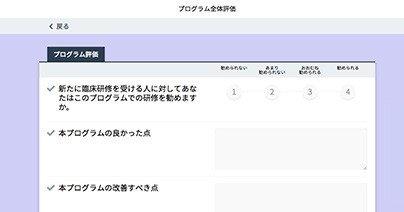 プログラム全体評価
戻る
プログラム評価
勧められない
あまり
勧められない
おおむね
勧められる
勧められる
新たに臨床研修を受ける人に対してあな
たはこのプログラムでの研修を勧めます
か。
1 2 3 4
本プログラムの良かった点
本プログラムの改善すべき点